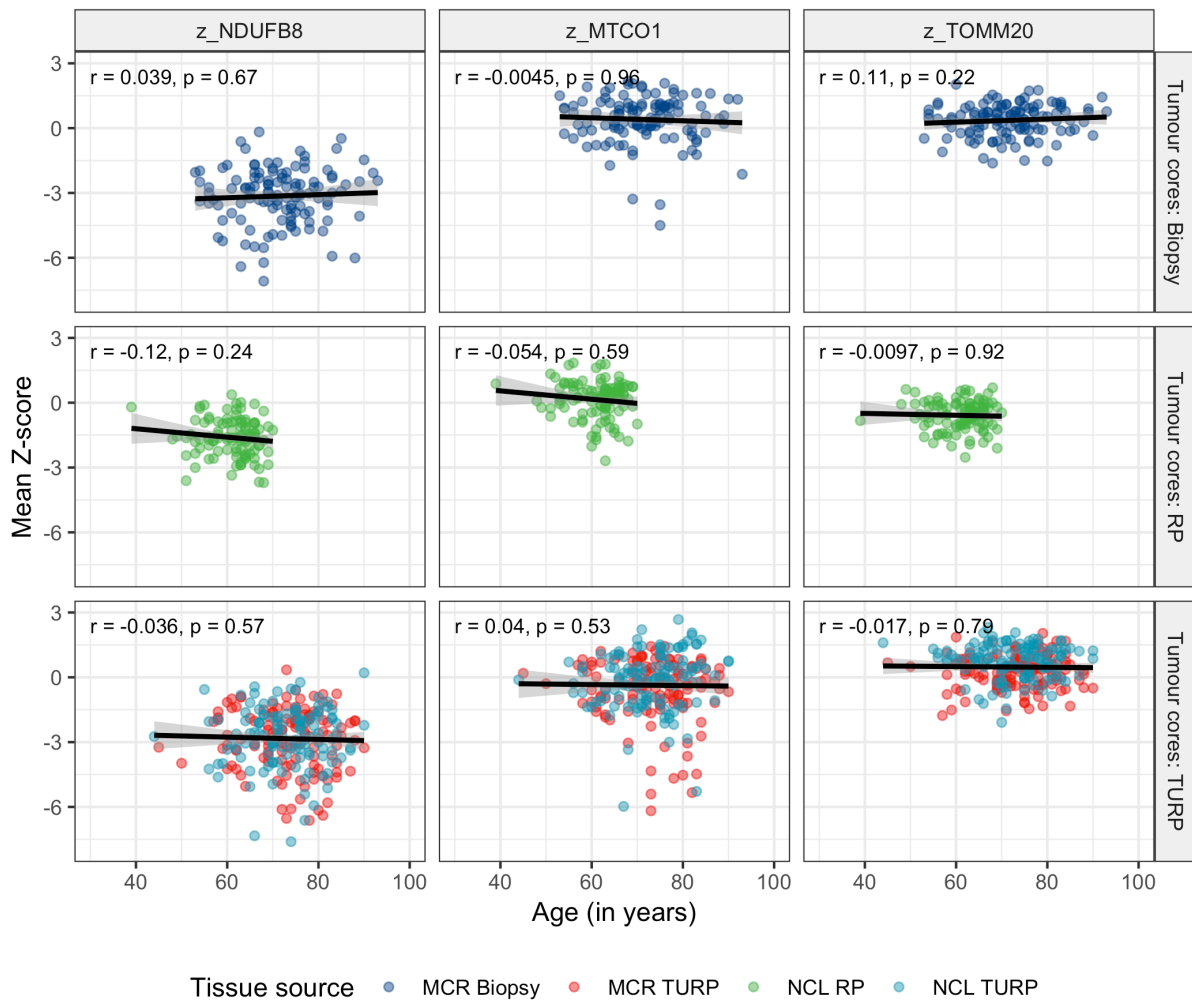 z_NDUFB8 z_MTCO1 z_TOMM20
3 r = 0.039, p = 0.67 r = -0.0045, p = 0.96 r = 0.11, p = 0.22
0
-3
-6
Tumour cores: Biopsy
3 r = -0.12, p = 0.24 r = -0.054, p = 0.59 r = -0.0097, p = 0.92
0
-3
-6
Tumour cores: RP
Mean Z-score
3 r = -0.036, p = 0.57 r = 0.04, p = 0.53 r = -0.017, p = 0.79
0
-3
-6
Tumour cores: TURP
40 60 80 100 40 60 80 100 40 60 80 100
Age (in years)
Tissue source MCR Biopsy MCR TURP NCL RP NCL TURP